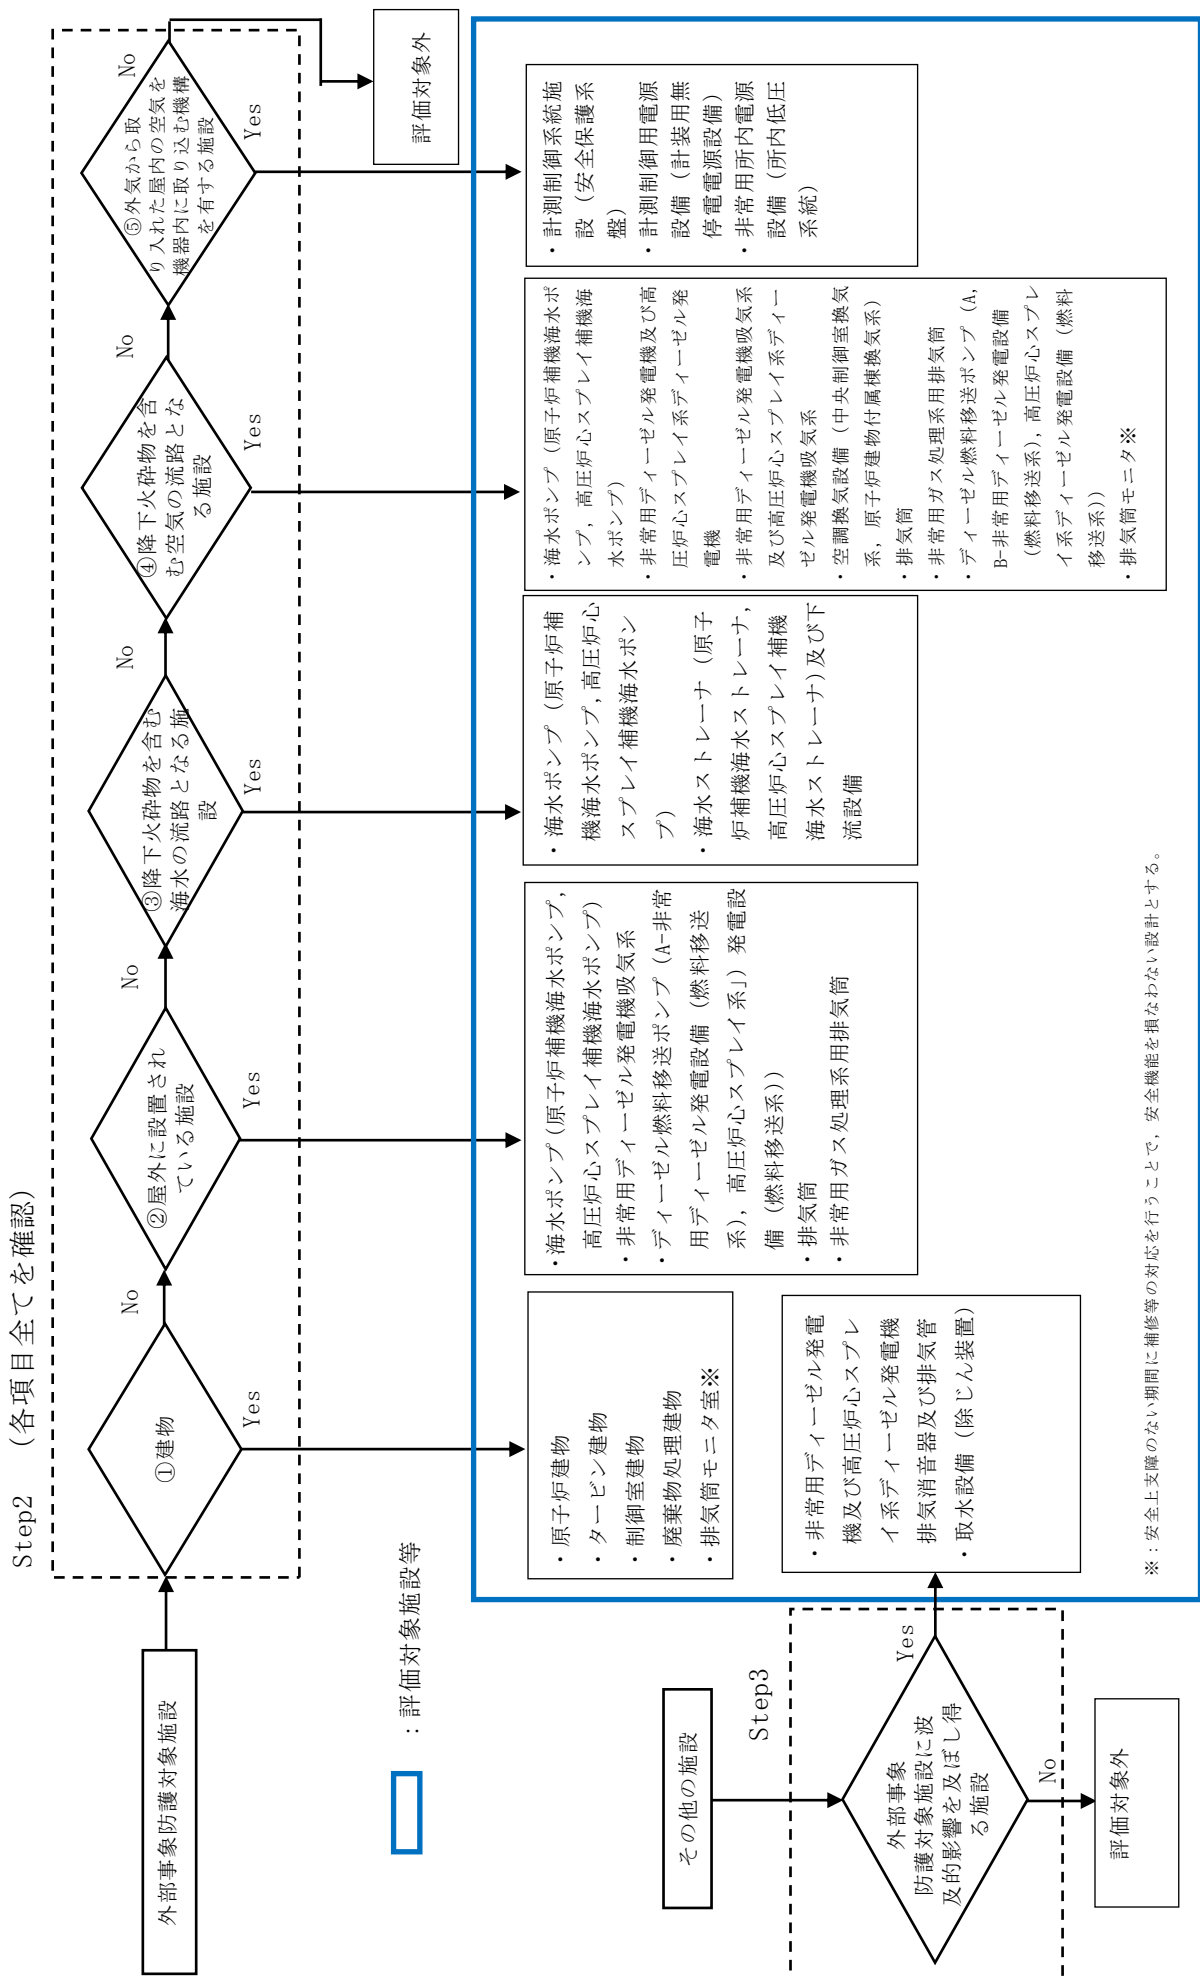 Step2　(各項目全てを確認)
外部事象防護対象施設
①建物
No
Yes
②屋外に設置され
ている施設
No
Yes
③降下火砕物を含む
海水の流路となる施
設
No
Yes
④降下火砕物を含
む空気の流路とな
る施設
No
Yes
⑤外気から取
り入れた屋内の空気を
機器内に取り込む機構
を有する施設
No
Yes
評価対象外
：評価対象施設等
・原子炉建物
・タービン建物
・制御室建物
・廃棄物処理建物
・排気筒モニタ室※
・海水ポンプ(原子炉補機海水ポンプ,
高圧炉心スプレイ補機海水ポンプ)
・非常用ディーゼル発電機吸気系
・ディーゼル燃料移送ポンプ（A-非常
用ディーゼル発電設備（燃料移送
系），高圧炉心スプレイ系」）発電設
備（燃料移送系））
・排気筒
・非常用ガス処理系用排気筒
・海水ポンプ（原子炉補
機海水ポンプ,高圧炉心
スプレイ補機海水ポン
プ）
・海水ストレーナ（原子
炉補機海水ストレーナ,
高圧炉心スプレイ補機
海水ストレーナ)及び下
流設備
・海水ポンプ（原子炉補機海水ポ
ンプ，高圧炉心スプレイ補機海
水ポンプ）
・非常用ディーゼル発電機及び高
圧炉心スプレイ系ディーゼル発
電機
・非常用ディーゼル発電機吸気系
及び高圧炉心スプレイ系ディー
ゼル発電機吸気系
・空調換気設備（中央制御室換気
系，原子炉建物付属棟換気系）
・排気筒
・非常用ガス処理系用排気筒
・ディーゼル燃料移送ポンプ（A,
B-非常用ディーゼル発電設備
（燃料移送系），高圧炉心スプレ
イ系ディーゼル発電設備（燃料
移送系））
・排気筒モニタ※
・計測制御系統施
設（安全保護系
盤）
・計測制御用電源
設備（計装用無
停電電源設備）
・非常用所内電源
設備（所内低圧
系統）
その他の施設
Step3
外部事象
防護対象施設に波
及的影響を及ぼし得
る施設
Yes
No
評価対象外
・非常用ディーゼル発電
機及び高圧炉心スプレ
イ系ディーゼル発電機
排気消音器及び排気管
・取水設備（除じん装置）
※：安全上支障のない期間に補修等の対応を行うことで，安全機能を損なわない設計とする。